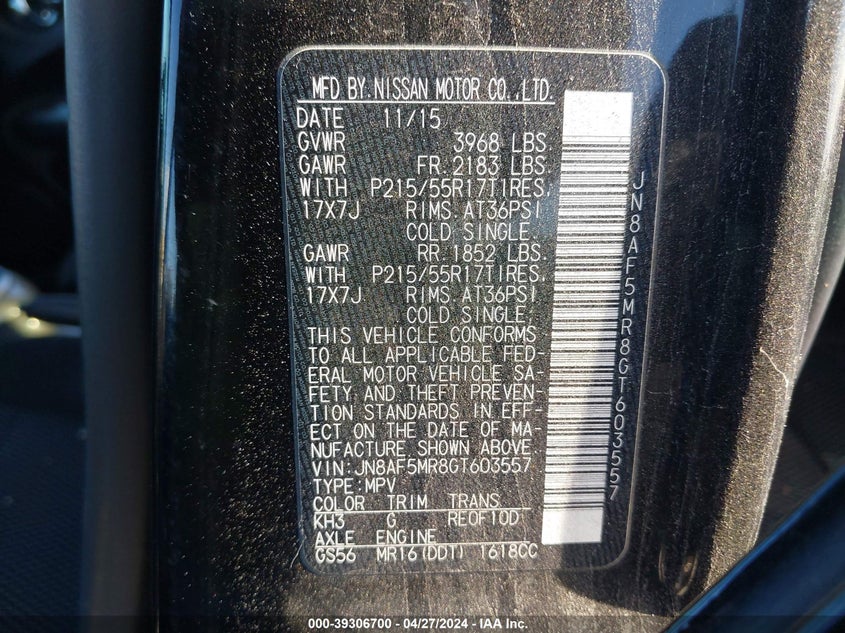 MFD BY NISSAN MOTOR CO.,LTD.
DATE 11/15
GVWR 3968 LBS.
GAWR FR. 2183 LBS.
WITH P215/55R17TIRES,
17X7J RIMS. AT36PSI
COLD SINGLE.
GAWR RR. 1852 LBS.
WITH P215/55R17TIRES,
17X7J RIMS. AT36PSI
COLD SINGLE.
THIS VEHICLE CONFORMS
TO ALL APPLICABLE FED-
ERAL MOTOR VEHICLE SA-
FETY AND THEFT PREVEN-
TION STANDARDS IN EFF-
ECT ON THE DATE OF MA-
NUFACTURE SHOWN ABOVE.
VIN: JN8AF5MR8GT603557
TYPE: MPV
COLOR TRIM TRANS
KH3 G RE0F10D
AXLE ENGINE
GS56 MR16(DDT) 1618CC
JN8AF5MR8GT603557
000-39306700 - 04/27/2024 - IAA Inc.